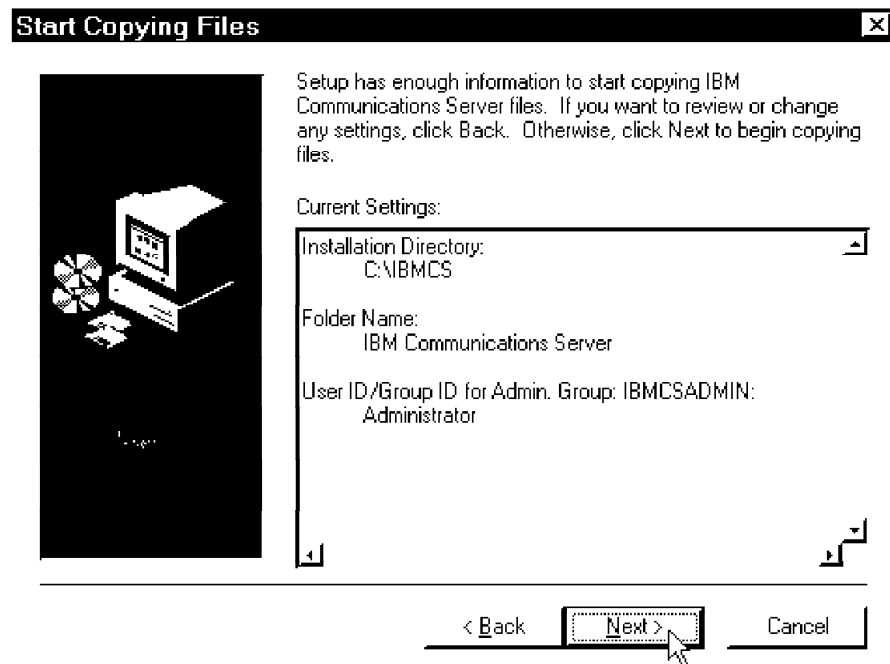 Start Copying Files
Setup has enough information to start copying IBM
Communications Server files. If you want to review or change
any settings, click Back. Otherwise, click Next to begin copying
files.
Current Settings:
Installation Directory:
C:\IBMCS
Folder Name:
IBM Communications Server
User ID/Group ID for Admin. Group: IBMCSADMIN:
Administrator
< Back
Next >
Cancel